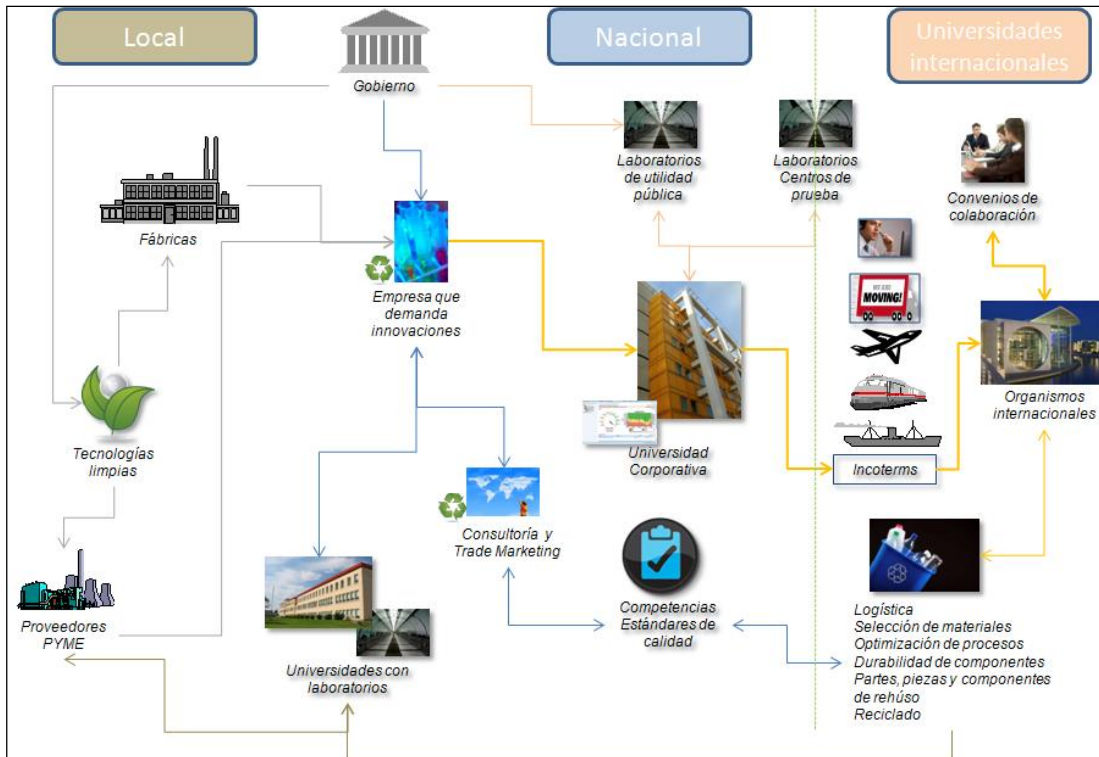 Local
Nacional
Universidades
internacionales
Gobierno
Laboratorios
de utilidad
pública
Laboratorios
Centros de
prueba
Convenios de
colaboración
Fábricas
WE ARE
MOVING!
Empresa que
demanda
innovaciones
Organismos
internacionales
Tecnologías
limpias
Universidad
Corporativa
Incoterms
Consultoría y
Trade Marketing
Proveedores
PYME
Universidades con
laboratorios
Competencias
Estándares de
calidad
Logística
Selección de materiales
Optimización de procesos
Durabilidad de componentes
Partes, piezas y componentes
de rehúso
Reciclado